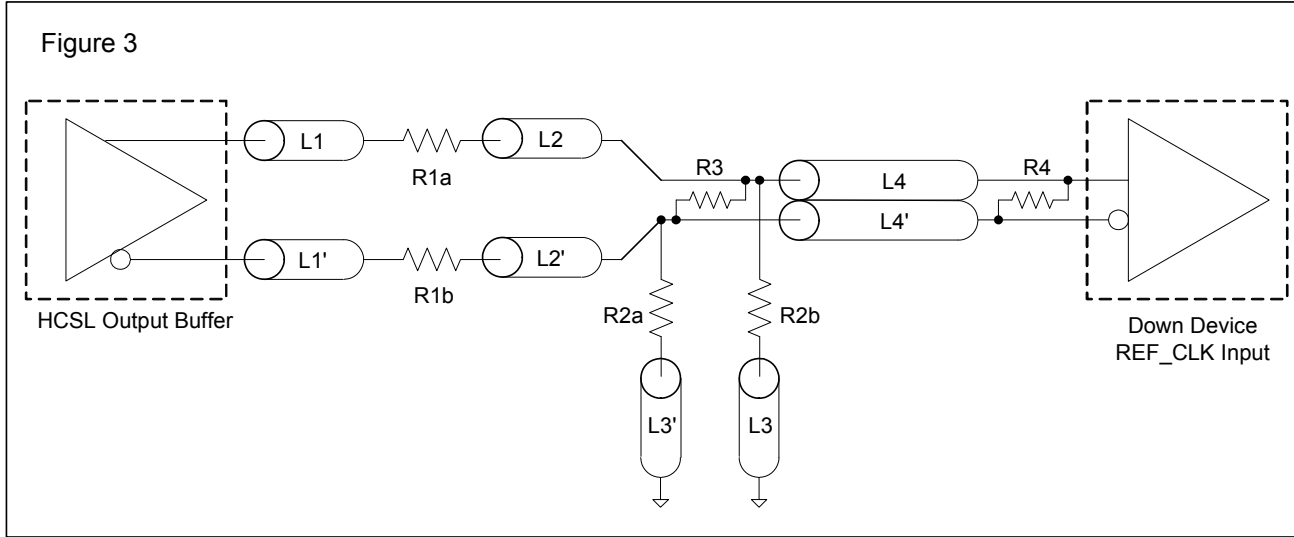 Figure 3
L1
R1a
L2
R3
L4
R4
L4'
L1'
R1b
L2'
HCSL Output Buffer
R2a
R2b
Down Device
REF_CLK Input
L3'
L3